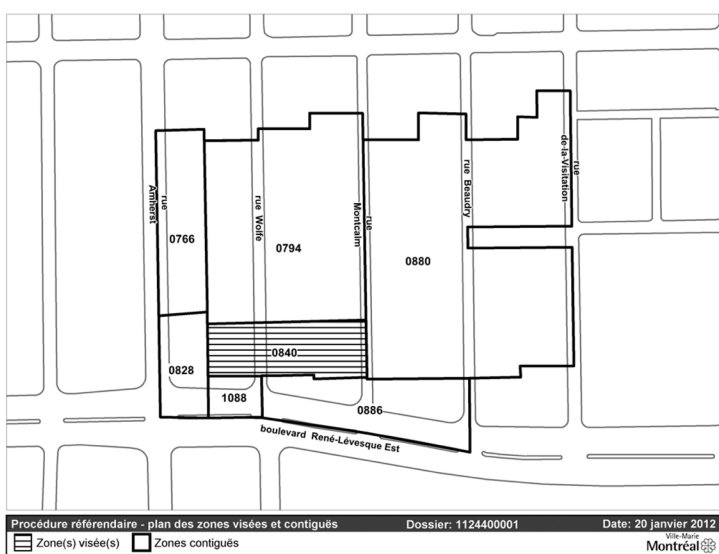 rue
de-la-Visitation
rue Beaudry
rue
Montcalm
rue Wolfe
rue
Amherst
0766
0794
0880
0840
0828
1088
0886
boulevard René-Lévesque Est
Procédure référendaire - plan des zones visées et contiguës Dossier: 1124400001 Date: 20 janvier 2012
Zone(s) visée(s) Zones contiguës
Ville-Marie
Montréal